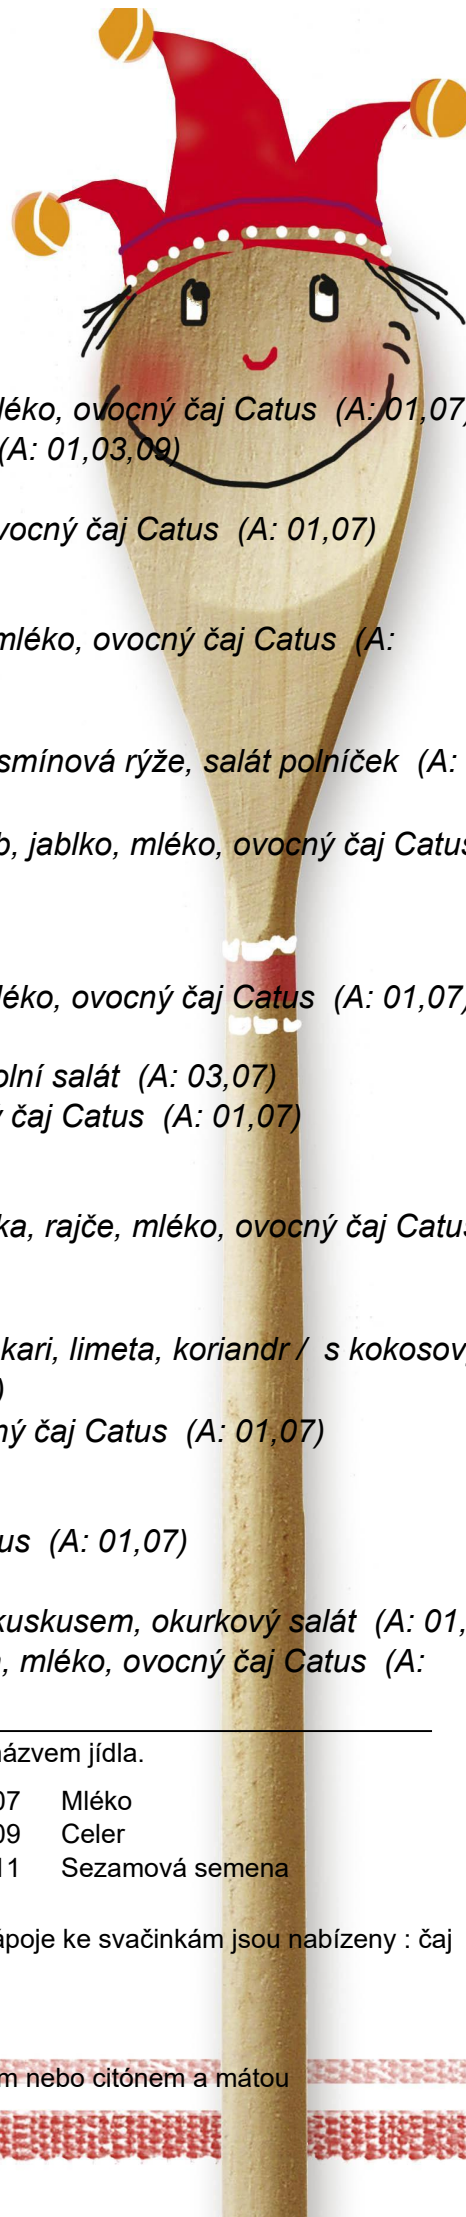 léko, ovocný čaj Catus (A: 01,07)
(A: 01,03,09)
vocný čaj Catus (A: 01,07)
mléko, ovocný čaj Catus (A:
smínová rýže, salát polníček (A:
b, jablko, mléko, ovocný čaj Catus
léko, ovocný čaj Catus (A: 01,07)
olní salát (A: 03,07)
ý čaj Catus (A: 01,07)
ka, rajče, mléko, ovocný čaj Catus
kari, limeta, koriandr / s kokosový
)
ný čaj Catus (A: 01,07)
us (A: 01,07)
kuskusem, okurkový salát (A: 01,
, mléko, ovocný čaj Catus (A:
názvem jídla.
07 Mléko
09 Celer
11 Sezamová semena
ápoje ke svačinkám jsou nabízeny : čaj
m nebo citónem a mátou